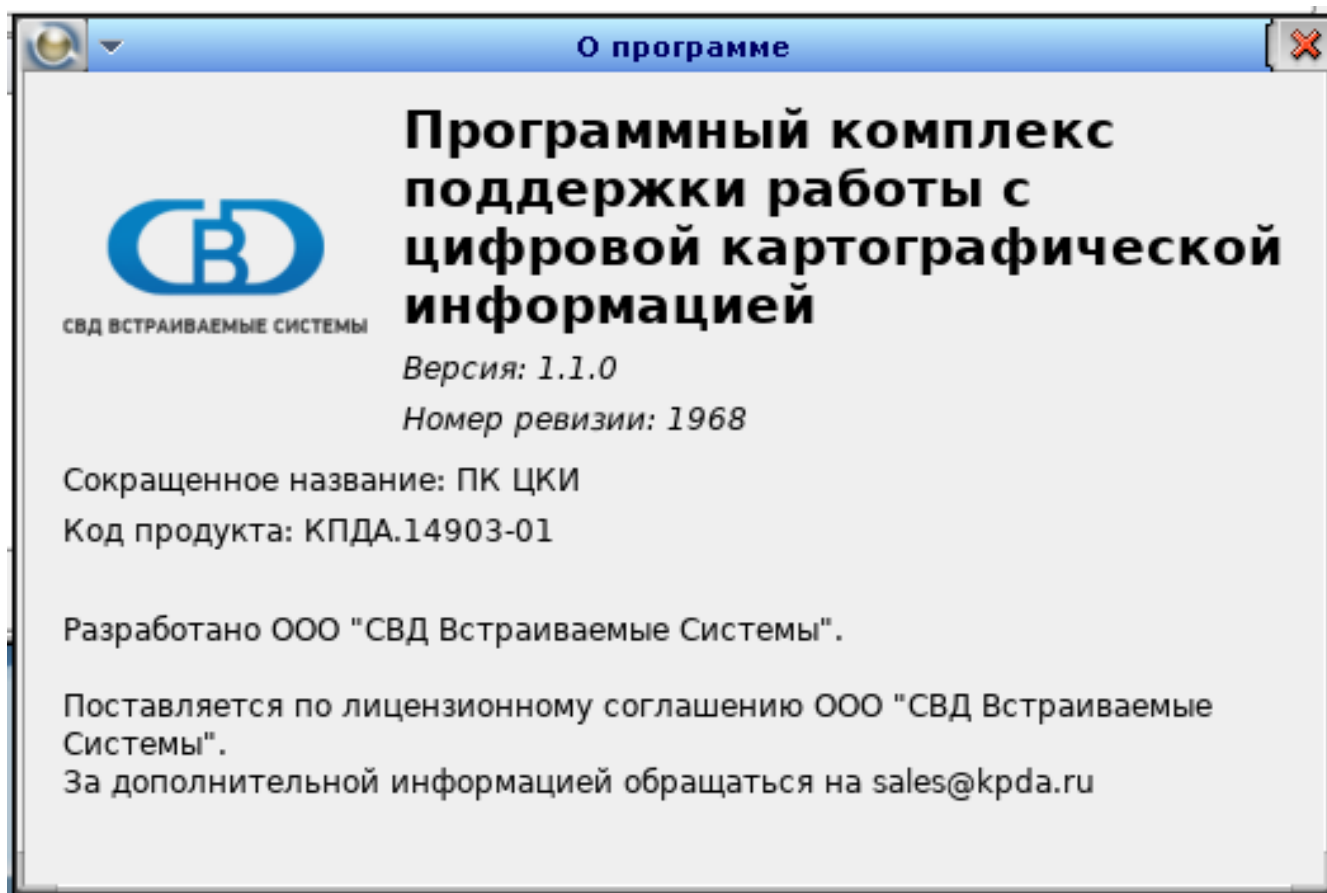 О программе
СВД
СВД ВСТРАИВАЕМЫЕ СИСТЕМЫ
Программный комплекс
поддержки работы с
цифровой картографической
информацией
Версия: 1.1.0
Номер ревизии: 1968
Сокращенное название: ПК ЦКИ
Код продукта: КПДА.14903-01
Разработано ООО "СВД Встраиваемые Системы".
Поставляется по лицензионному соглашению ООО "СВД Встраиваемые
Системы".
За дополнительной информацией обращаться на sales@kpda.ru